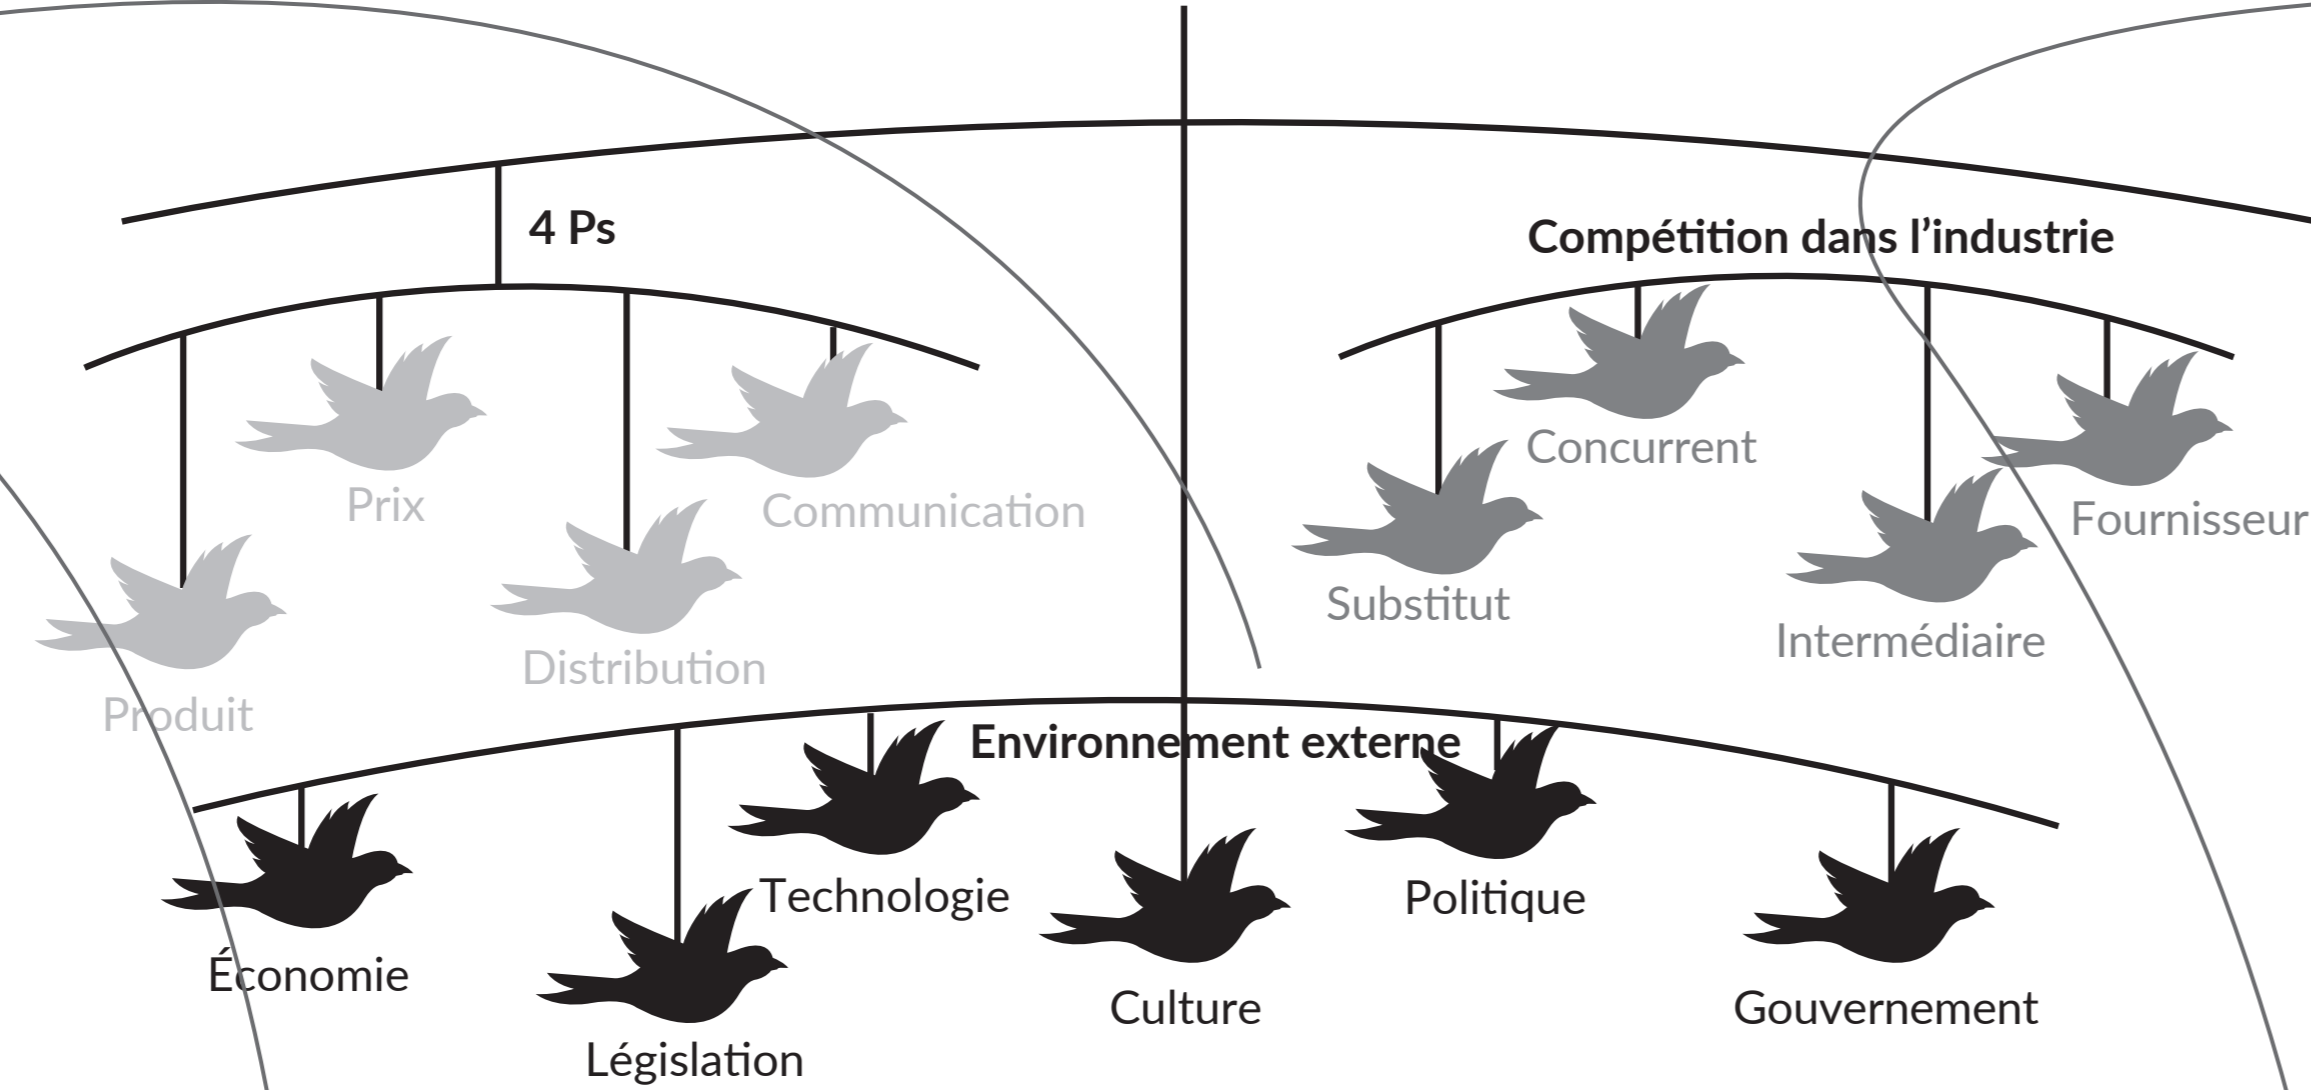 4 Ps
Compétition dans l’industrie
Concurrent
Prix
Communication
Fournisseur
Substitut
Intermédiaire
Distribution
Produit
Environnement externe
Technologie
Politique
Économie
Culture
Gouvernement
Législation